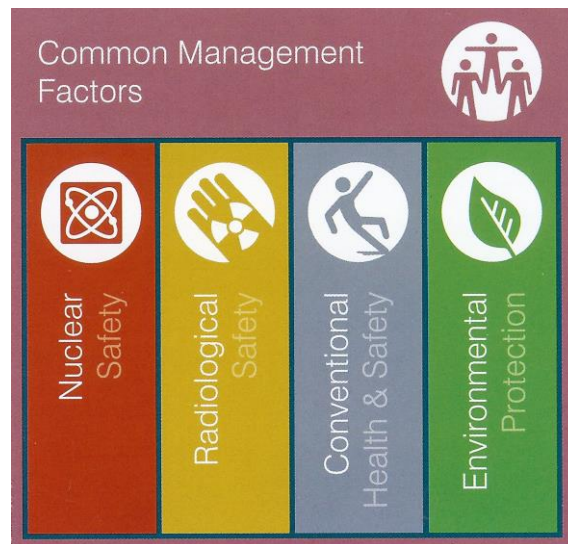 Common Management
Factors
Nuclear
Safety
Radiological
Safety
Conventional
Health & Safety
Environmental
Protection